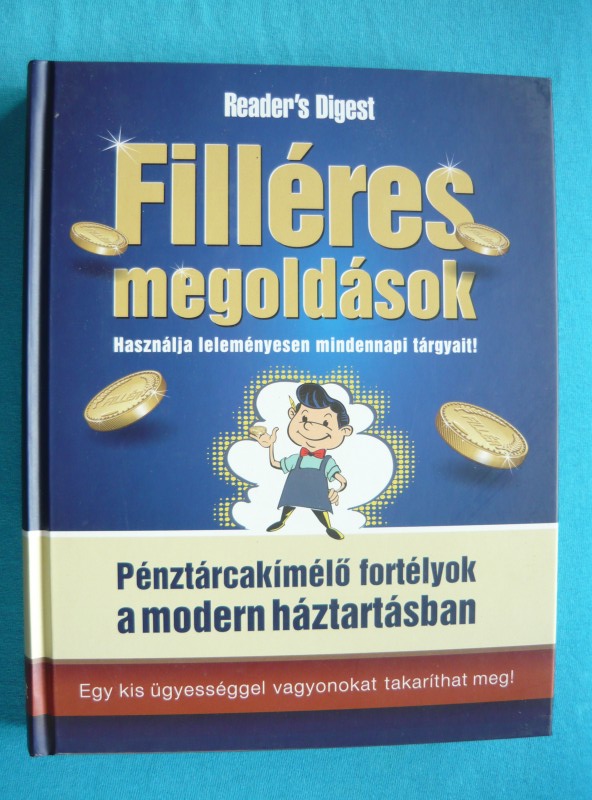 Reader's Digest
Filléres
megoldások
Használja leleményesen mindennapi tárgyait!
Pénztárcakímélő fortélyok
a modern háztartásban
Egy kis ügyességgel vagyonokat takaríthat meg!